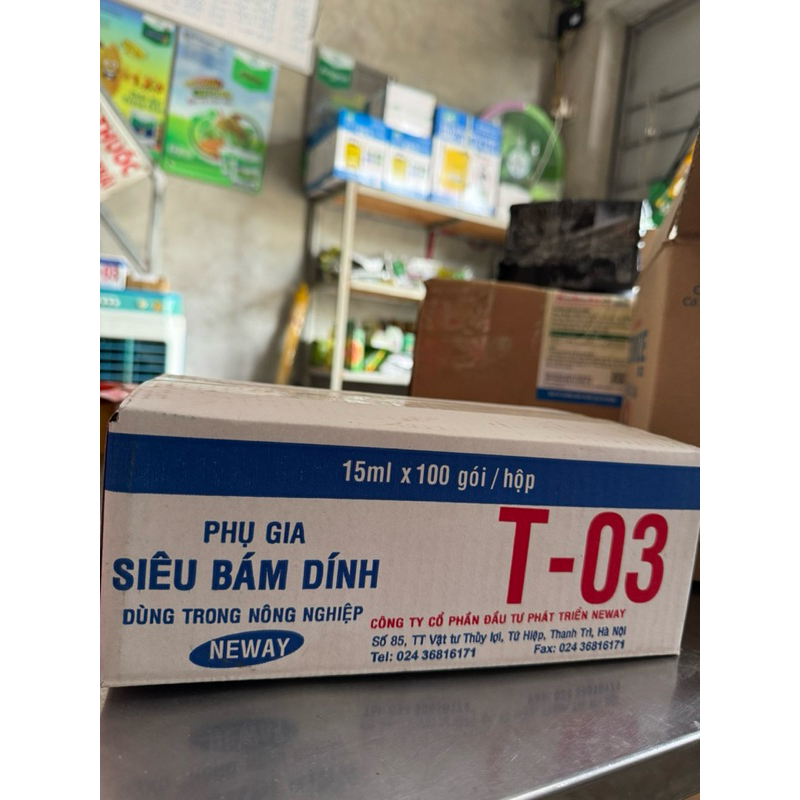 THUỐC
15ml x 100 gói / hộp
PHỤ GIA
SIÊU BÁM DÍNH
DÙNG TRONG NÔNG NGHIỆP
NEWAY
T-03
CÔNG TY CỔ PHẦN ĐẦU TƯ PHÁT TRIỂN NEWAY
Số 85, TT Vật tư Thủy lợi, Tứ Hiệp, Thanh Trì, Hà Nội
Tel: 024 36816171 Fax: 024 36816171